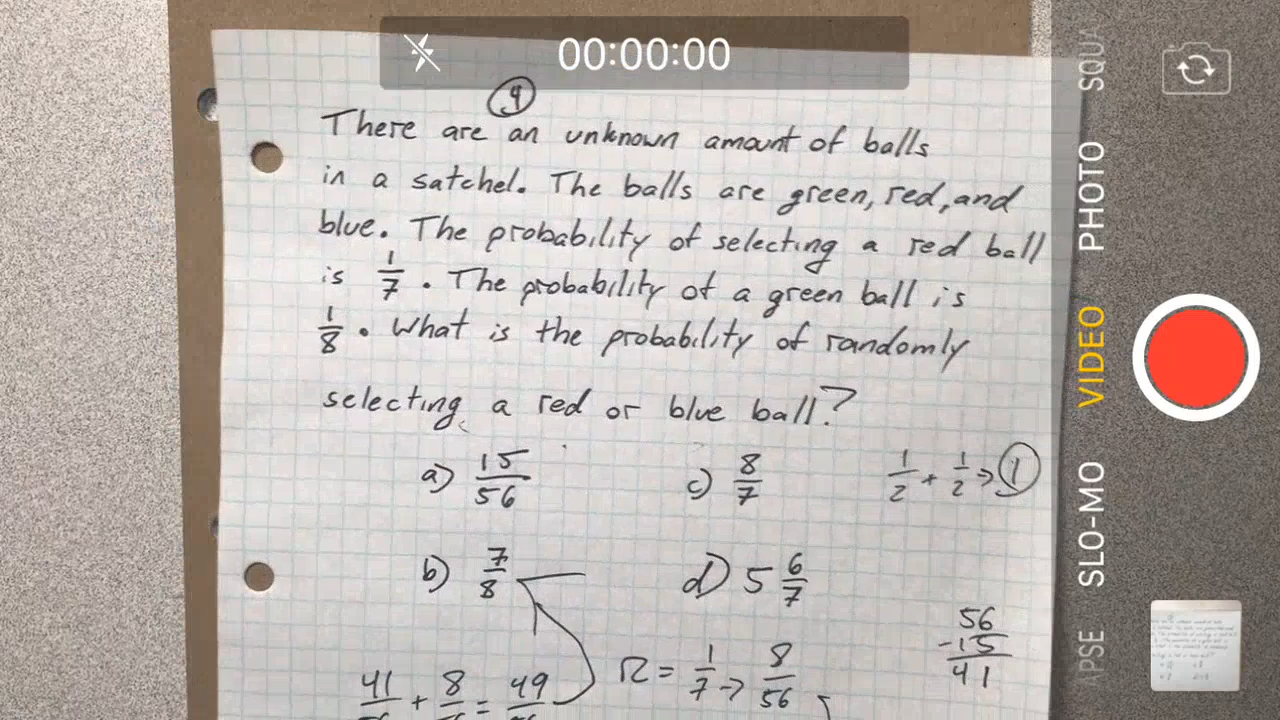 00:00:00
4
There are an unknown amount of balls
in a satchel. The balls are green, red, and
blue. The probability of selecting a red ball
is 1/7. The probability of a green ball is
1/8. What is the probability of randomly
selecting a red or blue ball?
a) 15/56
c) 8/7
1/2 + 1/2 → 1
b) 7/8
d) 5 6/7
56
-15
41
R = 1/7 → 8/56
41 + 8 = 49
SQUA
PHOTO
VIDEO
SLO-MO
APSE